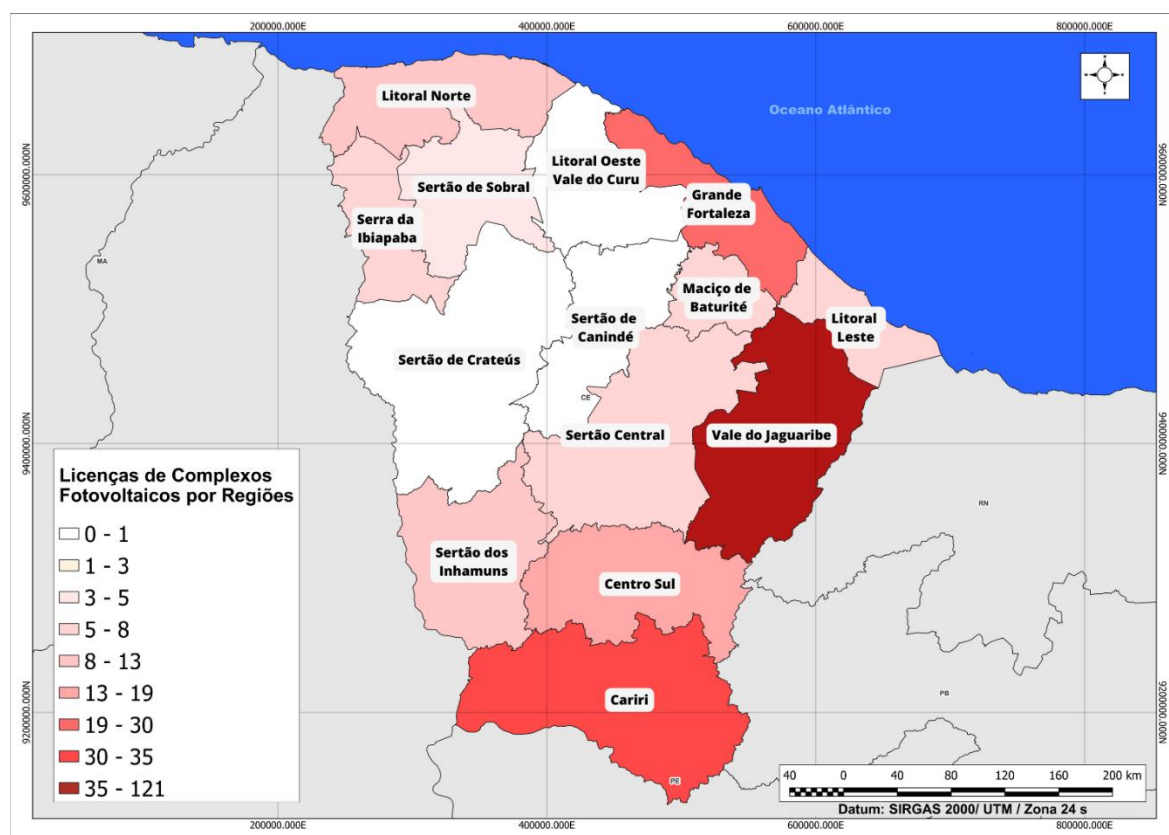 200000.000E 400000.000E 600000.000E 800000.000E
Oceano Atlântico
Litoral Norte
Litoral Oeste
Vale do Curu
9600000.000N
9600000.000N
Sertão de Sobral
Grande
Fortaleza
Serra da
Ibiapaba
MA
Maciço de
Baturité
Sertão de
Canindé
Litoral
Leste
Sertão de Crateús
CE
Sertão Central
Vale do Jaguaribe
9400000.000N
9400000.000N
Licenças de Complexos
Fotovoltaicos por Regiões
0 - 1
1 - 3
3 - 5
5 - 8
8 - 13
13 - 19
19 - 30
30 - 35
35 - 121
RN
Sertão dos
Inhamuns
Centro Sul
Cariri
PB
9200000.000N
9200000.000N
PE
40 0 40 80 120 160 200 km
Datum: SIRGAS 2000/ UTM / Zona 24 s
200000.000E 400000.000E 600000.000E 800000.000E